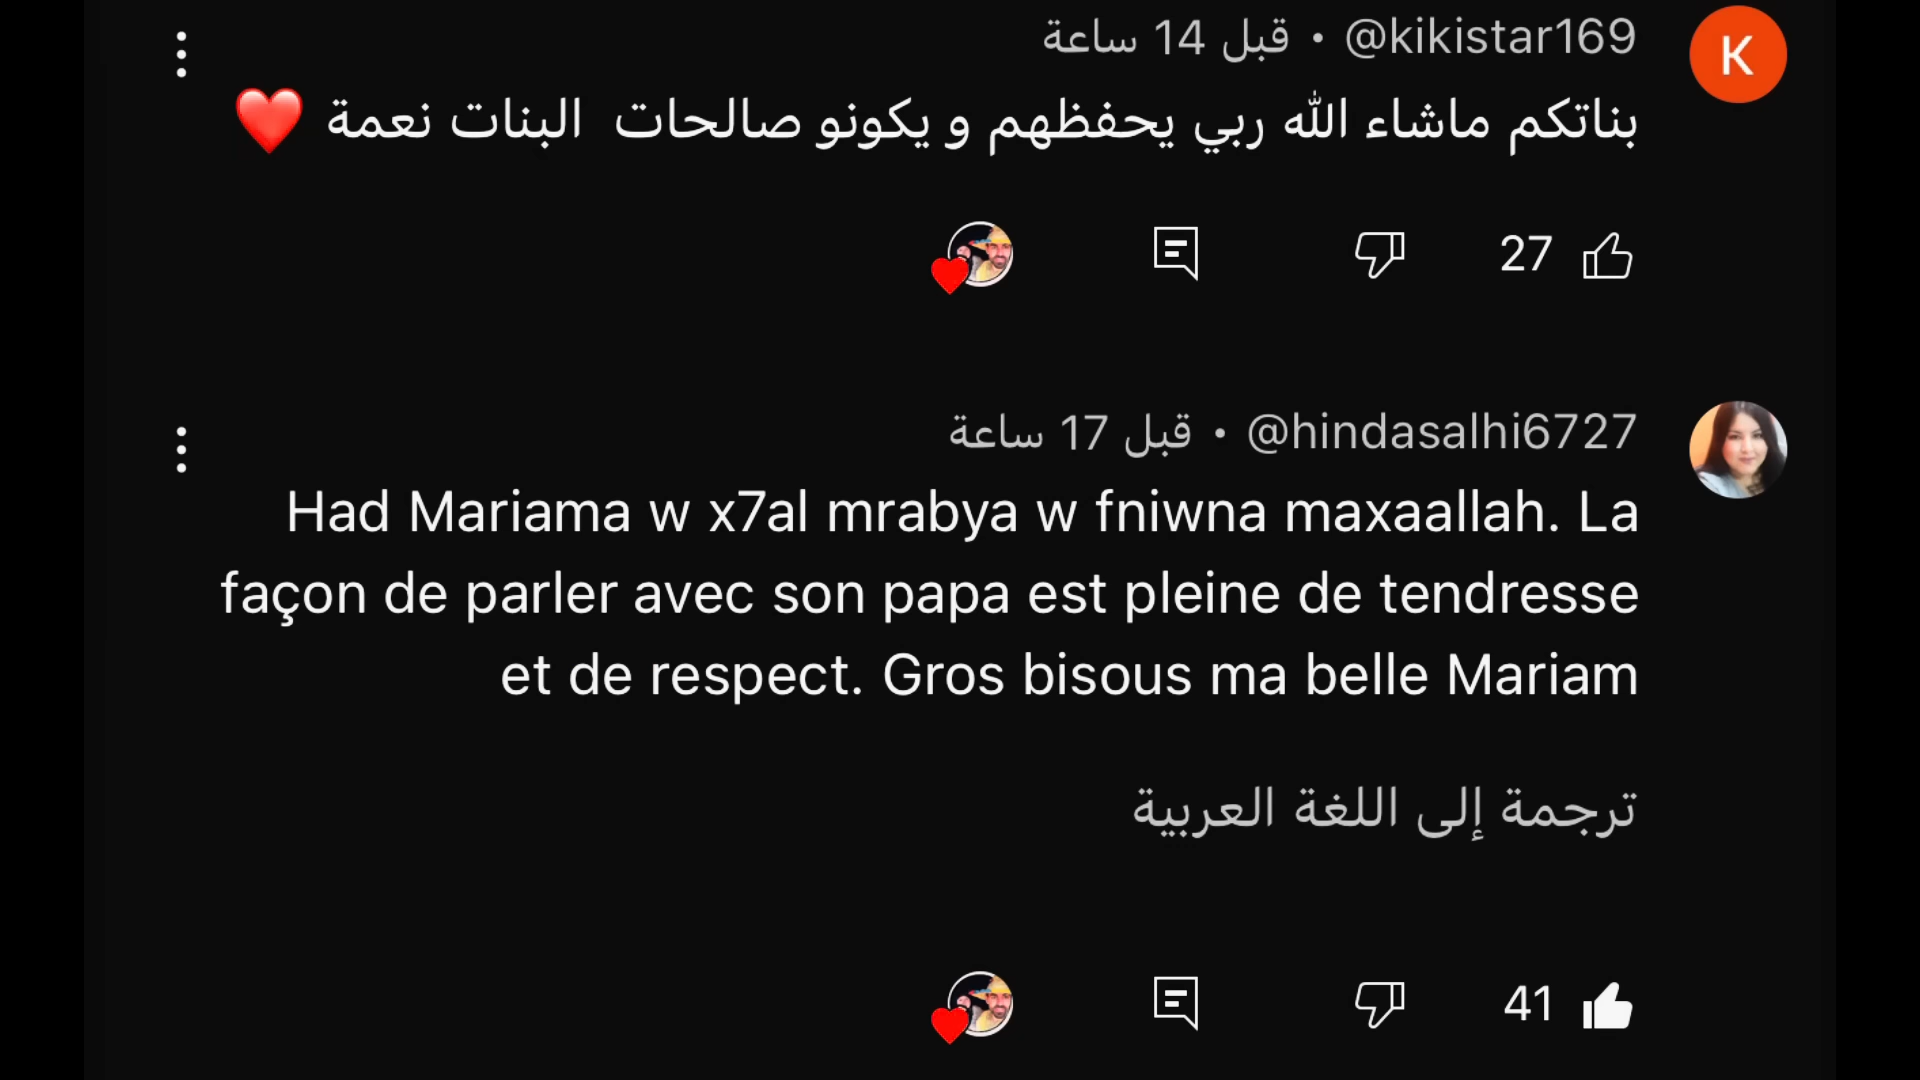 @kikistar169 • قبل 14 ساعة
K
بناتكم ماشاء الله ربي يحفظهم و يكونو صالحات  البنات نعمة ❤️
27
@hindasalhi6727 • قبل 17 ساعة
Had Mariama w x7al mrabya w fniwna maxaallah. La
façon de parler avec son papa est pleine de tendresse
et de respect. Gros bisous ma belle Mariam
ترجمة إلى اللغة العربية
41